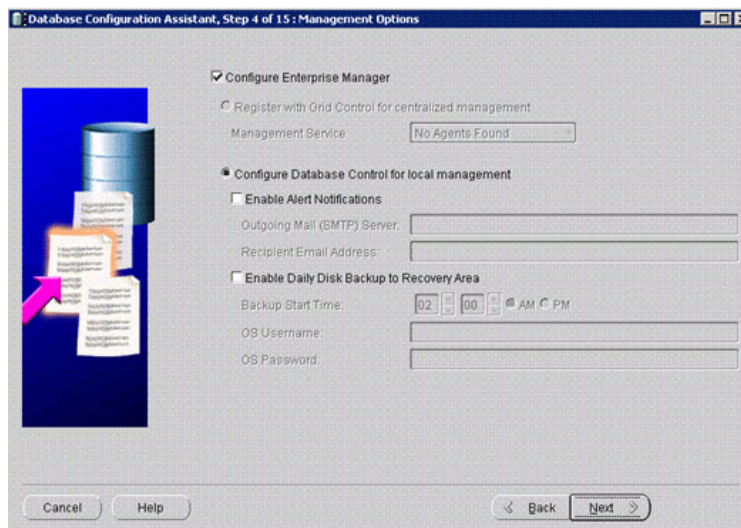 Database Configuration Assistant, Step 4 of 15 : Management Options
Configure Enterprise Manager
Register with Grid Control for centralized management
Management Service No Agents Found
Configure Database Control for local management
Enable Alert Notifications
Outgoing Mail (SMTP) Server:
Recipient Email Address:
Enable Daily Disk Backup to Recovery Area
Backup Start Time: 02 00 AM PM
OS Username:
OS Password:
Cancel Help Back Next